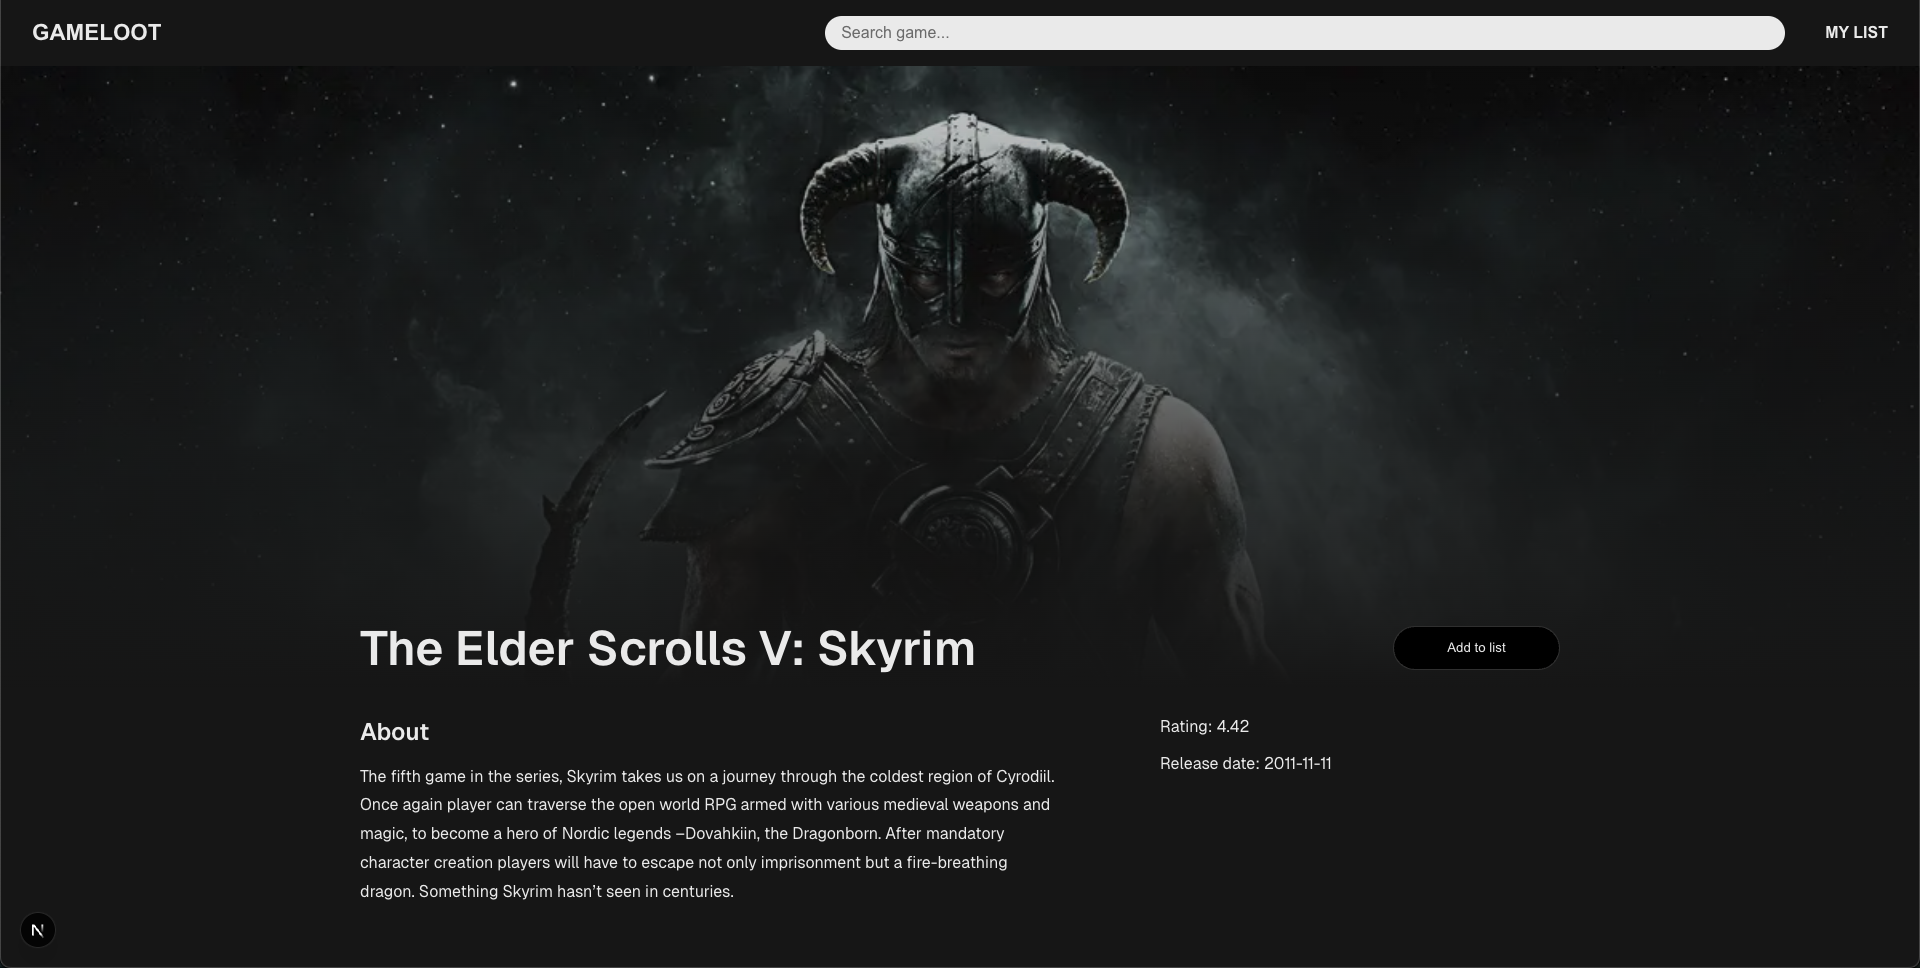 GAMELOOT
Search game...
MY LIST
The Elder Scrolls V: Skyrim
Add to list
About
The fifth game in the series, Skyrim takes us on a journey through the coldest region of Cyrodiil.
Once again player can traverse the open world RPG armed with various medieval weapons and
magic, to become a hero of Nordic legends –Dovahkiin, the Dragonborn. After mandatory
character creation players will have to escape not only imprisonment but a fire-breathing
dragon. Something Skyrim hasn’t seen in centuries.
Rating: 4.42
Release date: 2011-11-11
N